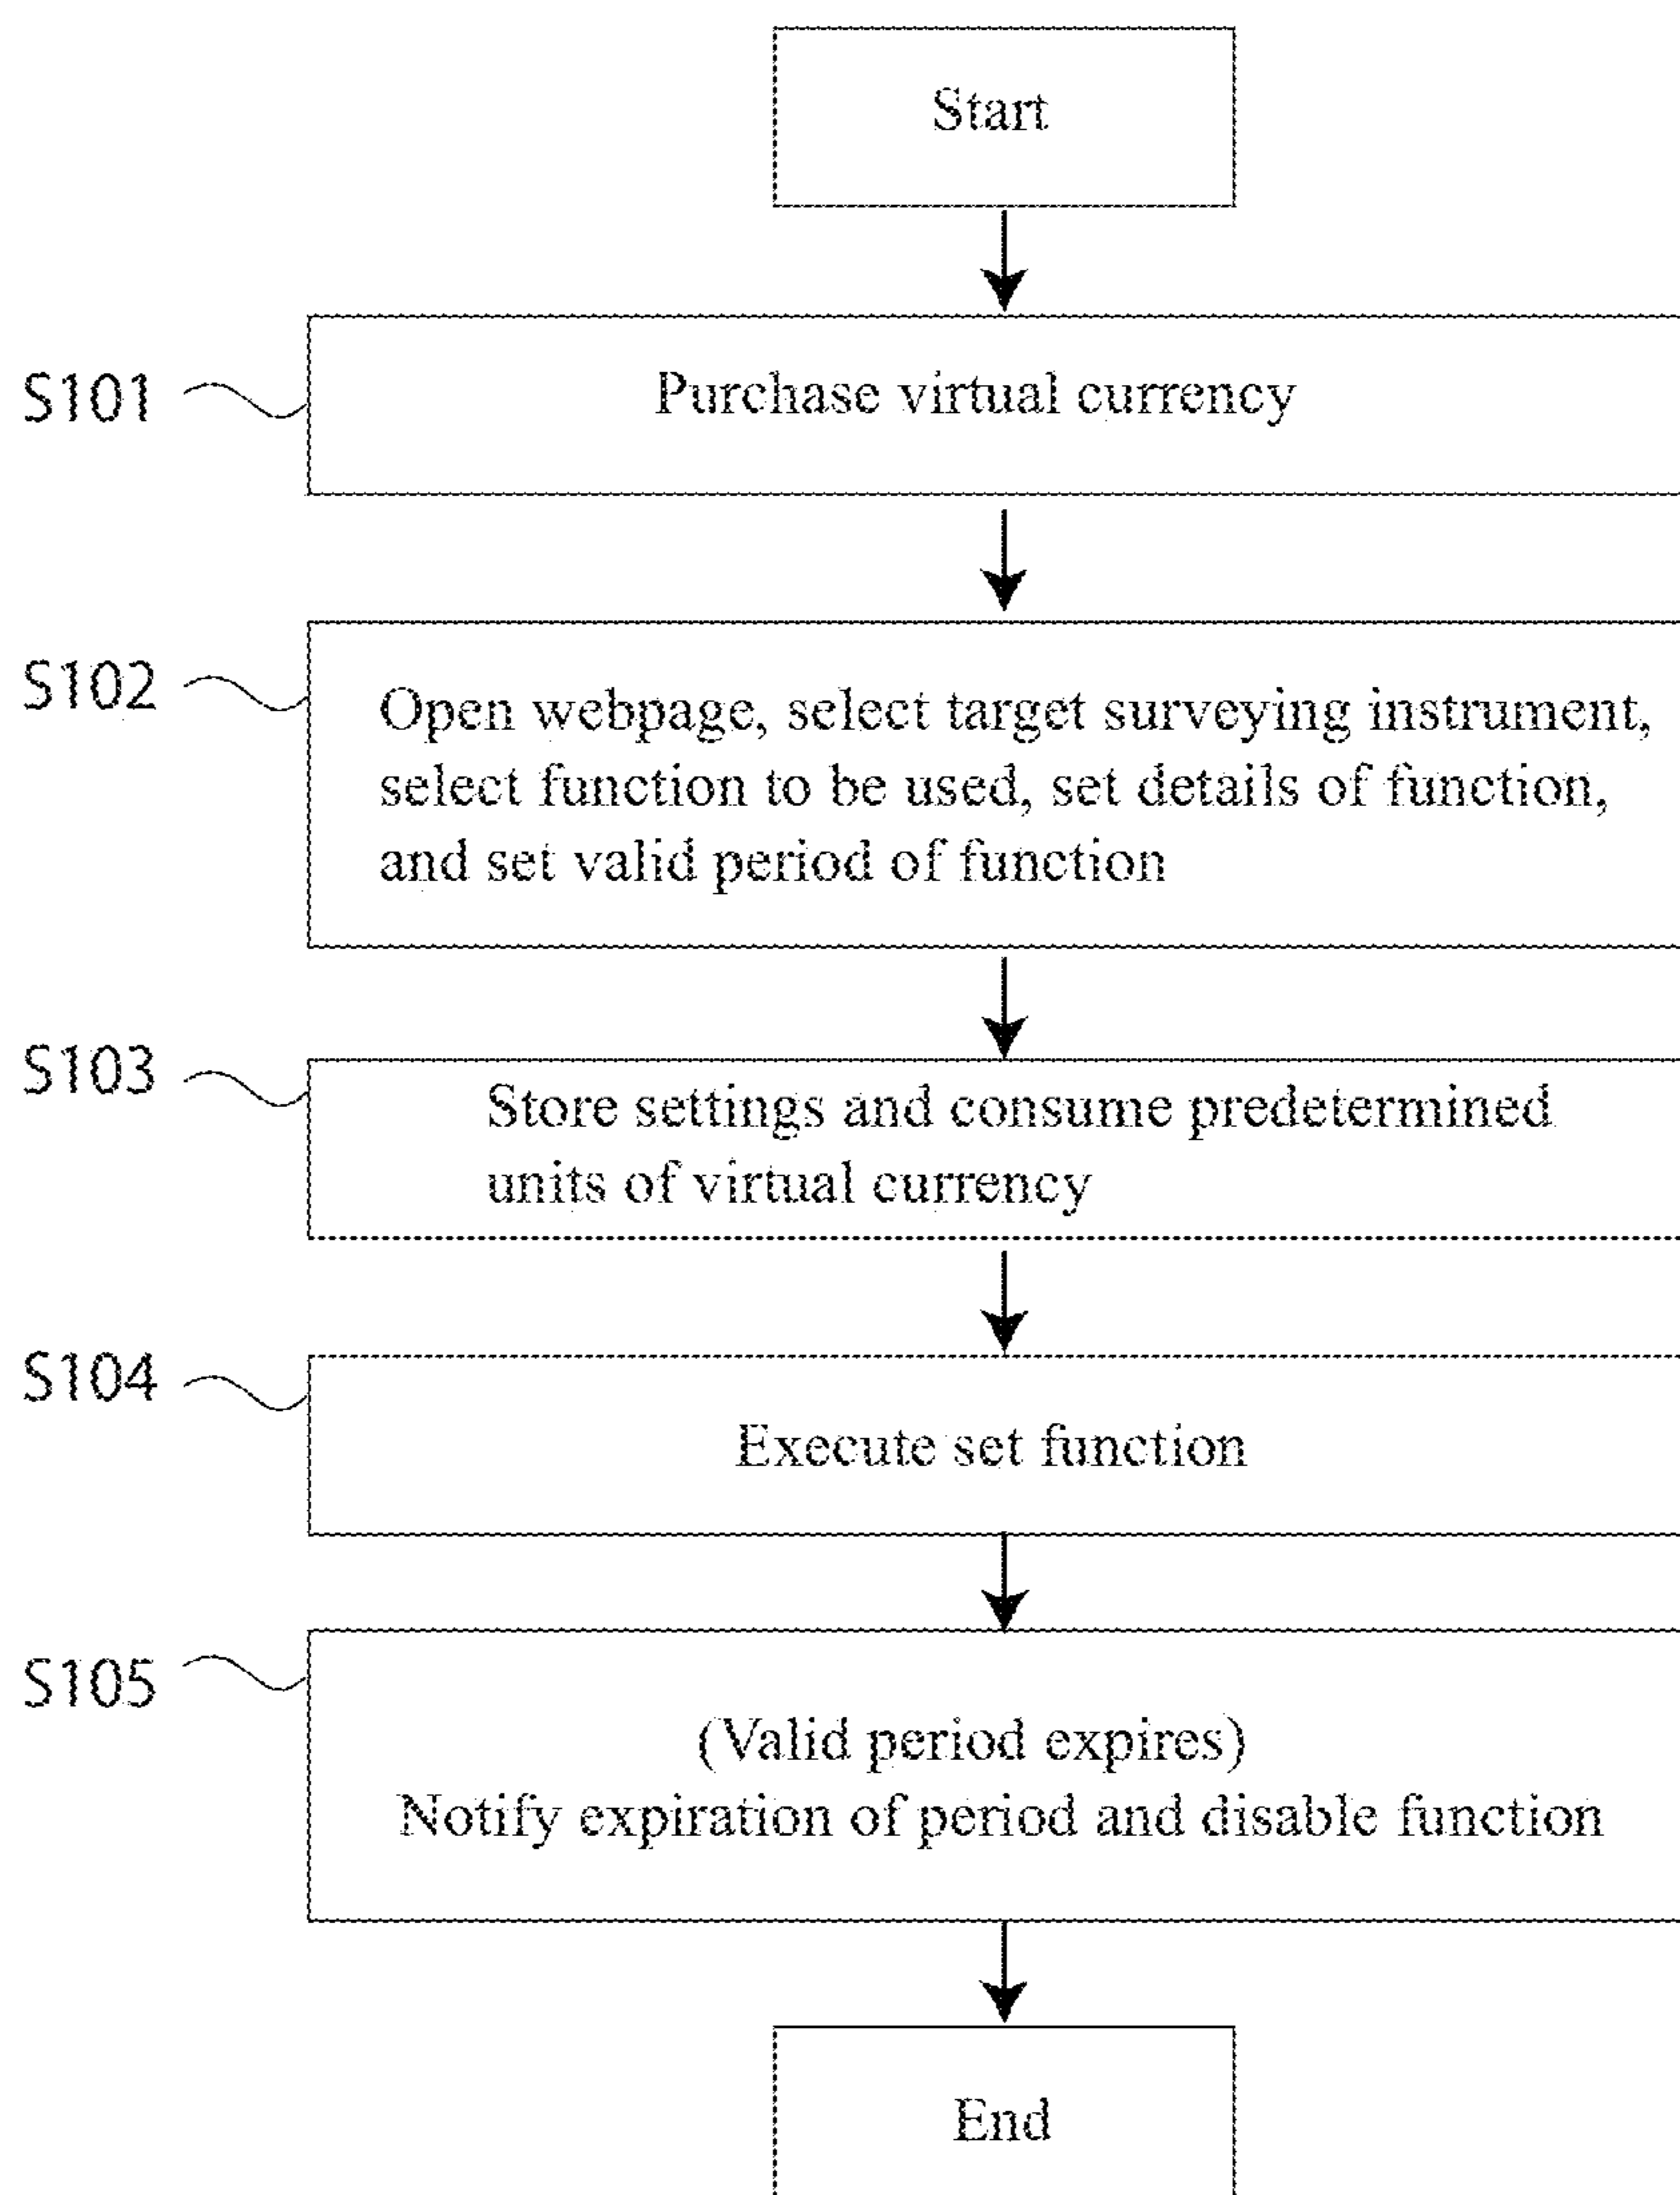 Start
S101
Purchase virtual currency
S102
Open webpage, select target surveying instrument,
select function to be used, set details of function,
and set valid period of function
S103
Store settings and consume predetermined
units of virtual currency
S104
Execute set function
S105
(Valid period expires)
Notify expiration of period and disable function
End